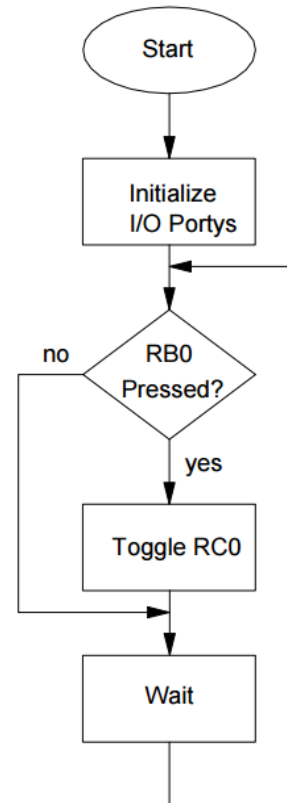 Start
Initialize
I/O Portys
no
RB0
Pressed?
yes
Toggle RC0
Wait